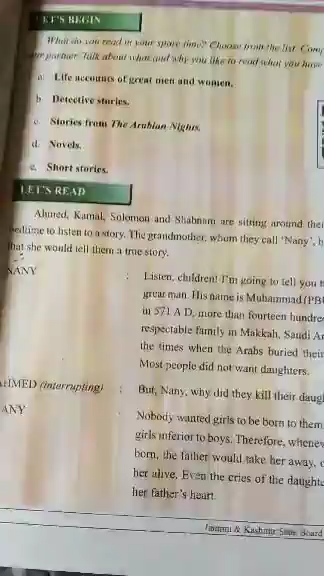 LET'S BEGIN
What do you read in your spare time? Choose from the list. Com
your partner. Talk about what and why you like to read what you have
a. Life accounts of great men and women.
b Detective stories.
c. Stories from The Arabian Nights.
d. Novels.
e. Short stories.
LET'S READ
Ahmed, Kamal, Solomon and Shabnam are sitting around thei
bedtime to listen to a story. The grandmother, whom they call 'Nany', h
that she would tell them a true story.
NANY : Listen, children! I'm going to tell you t
great man. His name is Muhammad (PB
in 571 A D, more than fourteen hundre
respectable family in Makkah, Saudi Ar
the times when the Arabs buried their
Most people did not want daughters.
AHMED (interrupting) : But, Nany, why did they kill their daug
ANY : Nobody wanted girls to be born to them
girls inferior to boys. Therefore, whenev
born, the father would take her away, 
her alive. Even the cries of the daughte
her father's heart.
Jammu & Kashmir State Board